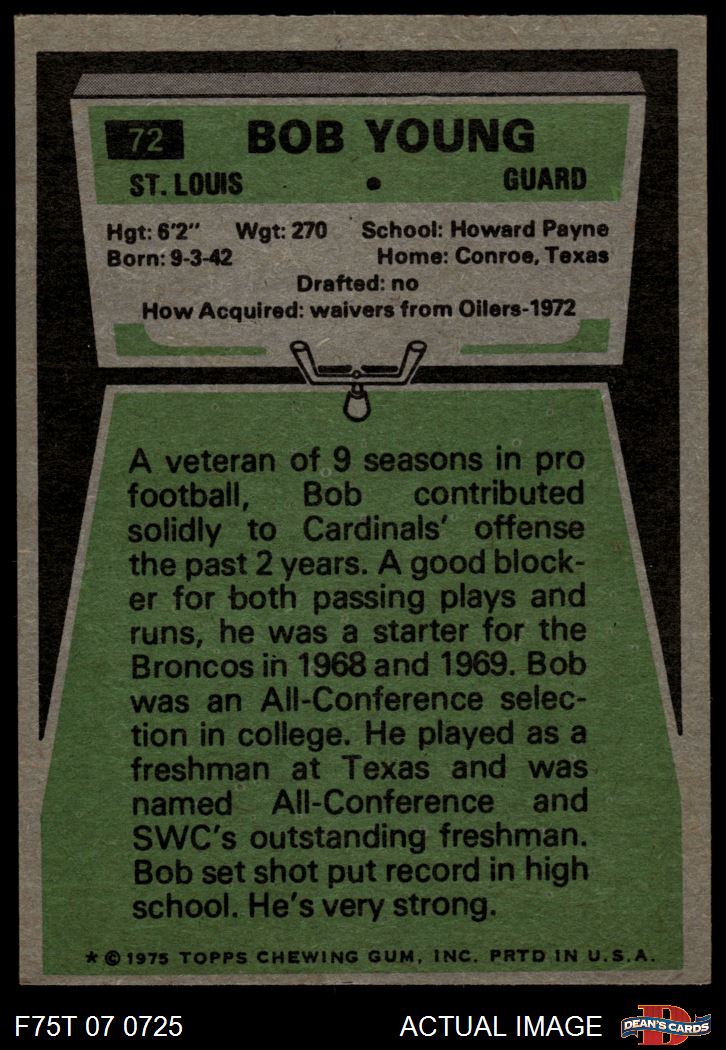 72 BOB YOUNG
ST. LOUIS • GUARD
Hgt: 6'2" Wgt: 270 School: Howard Payne
Born: 9-3-42 Home: Conroe, Texas
Drafted: no
How Acquired: waivers from Oilers-1972
A veteran of 9 seasons in pro
football, Bob contributed
solidly to Cardinals' offense
the past 2 years. A good block-
er for both passing plays and
runs, he was a starter for the
Broncos in 1968 and 1969. Bob
was an All-Conference selec-
tion in college. He played as a
freshman at Texas and was
named All-Conference and
SWC's outstanding freshman.
Bob set shot put record in high
school. He's very strong.
* © 1975 TOPPS CHEWING GUM, INC. PRTD IN U.S.A.
F75T 07 0725 ACTUAL IMAGE
D
DEAN'S CARDS